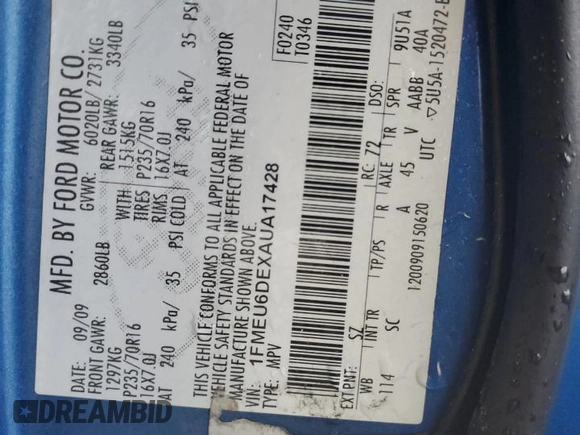 MFD. BY FORD MOTOR CO.
DATE: 09/09 GVWR: 6020LB/ 2731KG
FRONT GAWR: 2860LB REAR GAWR: 3340LB
1297KG WITH 1515KG
P235/70R16 TIRES P235/70R16
16X7.0J RIMS 16X7.0J
AT 240 kPa/ 35 PSI COLD AT 240 kPa/ 35 PSI
THIS VEHICLE CONFORMS TO ALL APPLICABLE FEDERAL MOTOR
VEHICLE SAFETY STANDARDS IN EFFECT ON THE DATE OF
MANUFACTURE SHOWN ABOVE.
VIN: 1FMEU6DEXAUA17428 F0240
TYPE: MPV T0346
EXT PNT: SZ RC: 72 DSO:
WB INT TR TP/PS R AXLE TR SPR 9U51A
114 SC A 45 V AABB 40A
1200909150620 UTC ▽5U5A-1520472-
DREAMBID